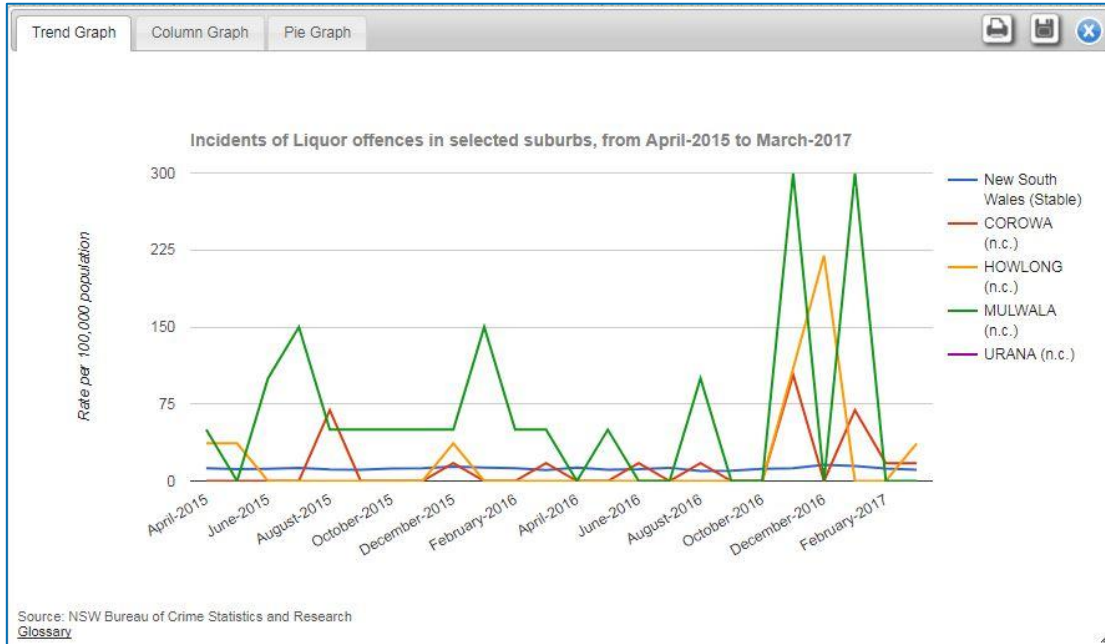 Trend Graph
Column Graph
Pie Graph
Incidents of Liquor offences in selected suburbs, from April-2015 to March-2017
Rate per 100,000 population
300
225
150
75
0
April-2015
June-2015
August-2015
October-2015
December-2015
February-2016
April-2016
June-2016
August-2016
October-2016
December-2016
February-2017
New South
Wales (Stable)
COROWA
(n.c.)
HOWLONG
(n.c.)
MULWALA
(n.c.)
URANA (n.c.)
Source: NSW Bureau of Crime Statistics and Research
Glossary